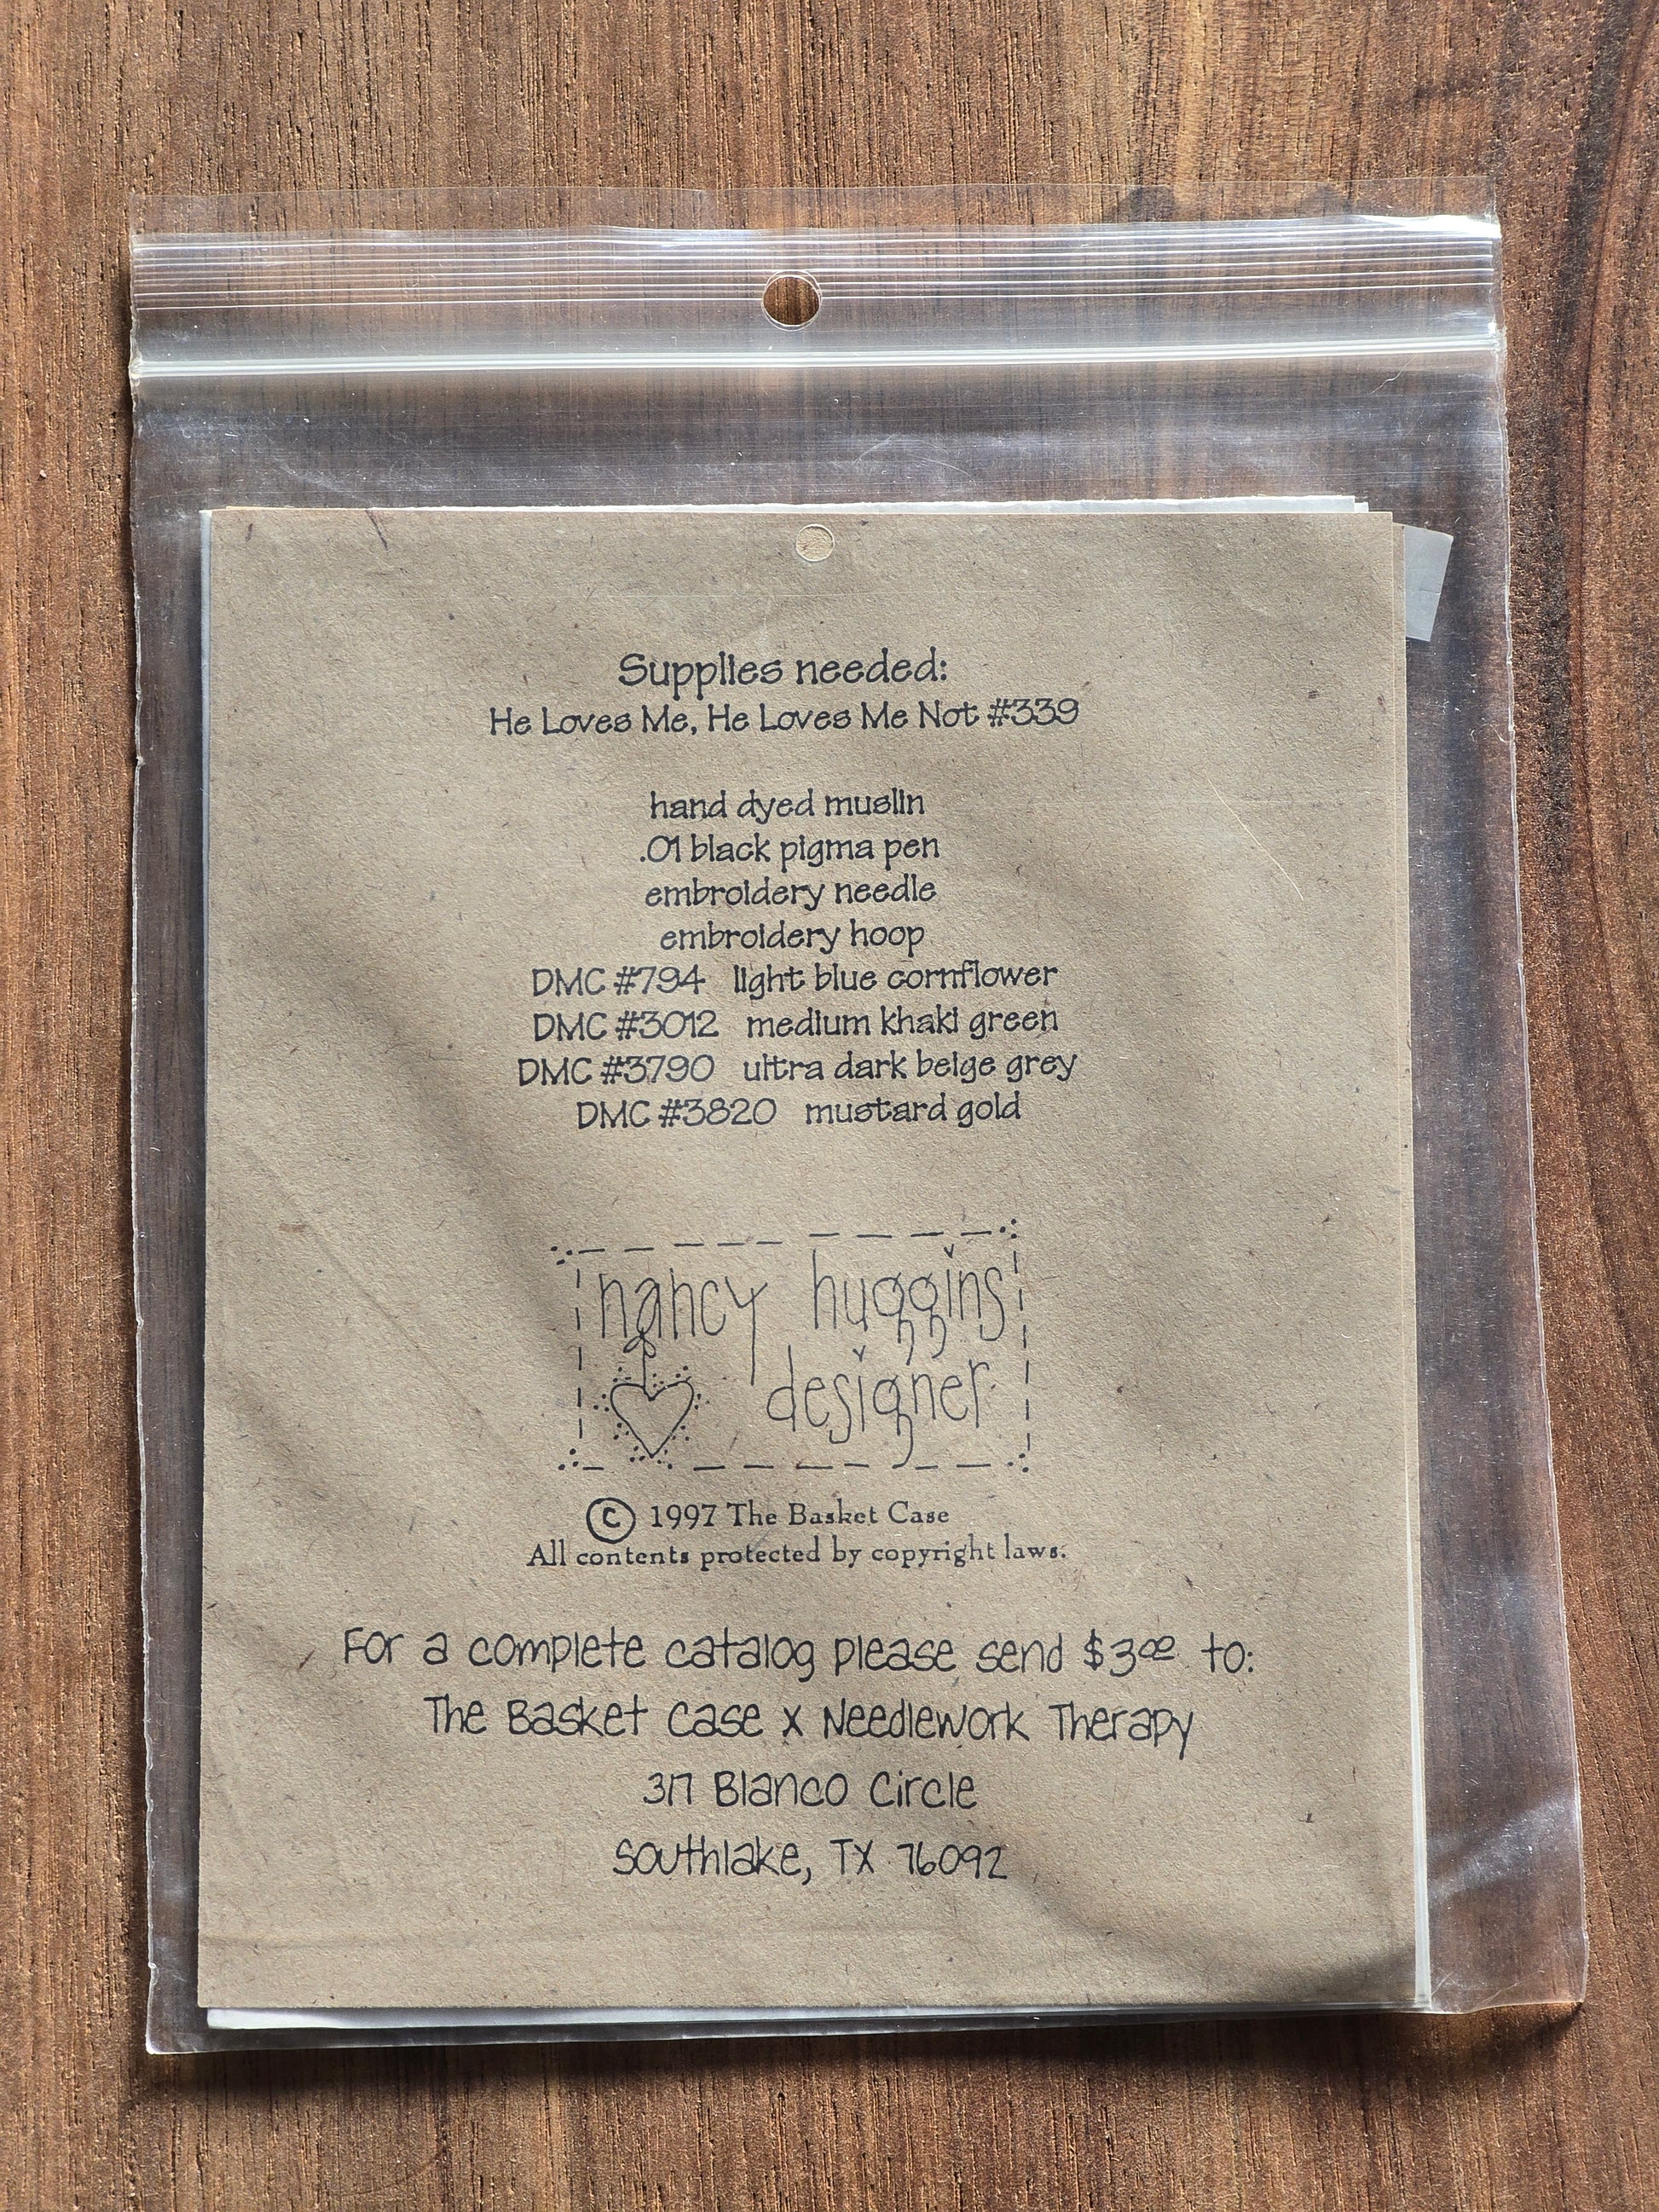 Supplies needed:
He Loves Me, He Loves Me Not #339
hand dyed muslin
.01 black pigma pen
embroidery needle
embroidery hoop
DMC #794 light blue cornflower
DMC #3012 medium khaki green
DMC #3790 ultra dark beige grey
DMC #3820 mustard gold
nancy huggins
designer
© 1997 The Basket Case
All contents protected by copyright laws.
For a complete catalog please send $3.00 to:
The Basket Case x Needlework Therapy
317 Blanco Circle
Southlake, TX 76092